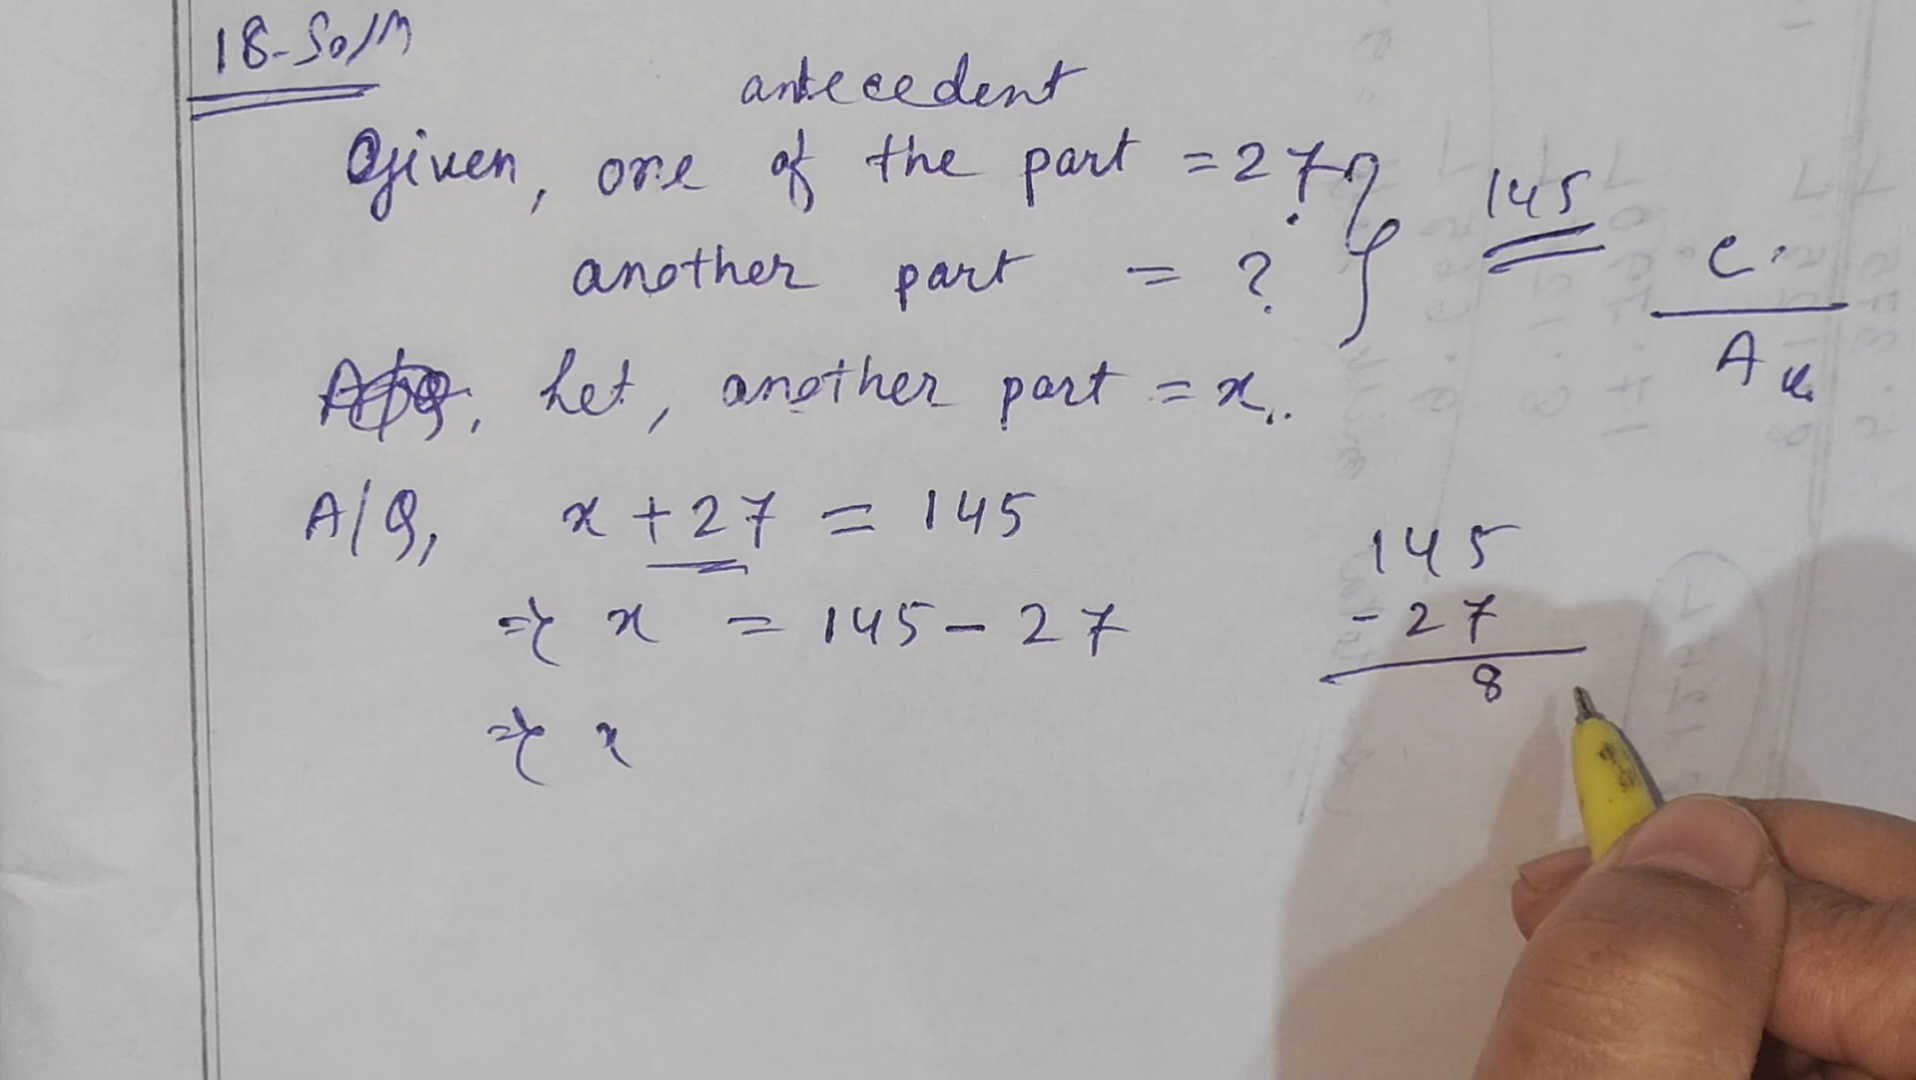 18-Soln
antecedent
Given, one of the part = 27
another part = ?
145
C.
A
Let, another part = x..
A/Q, x + 27 = 145
⇒ x = 145 - 27
⇒ x
145
- 27
8